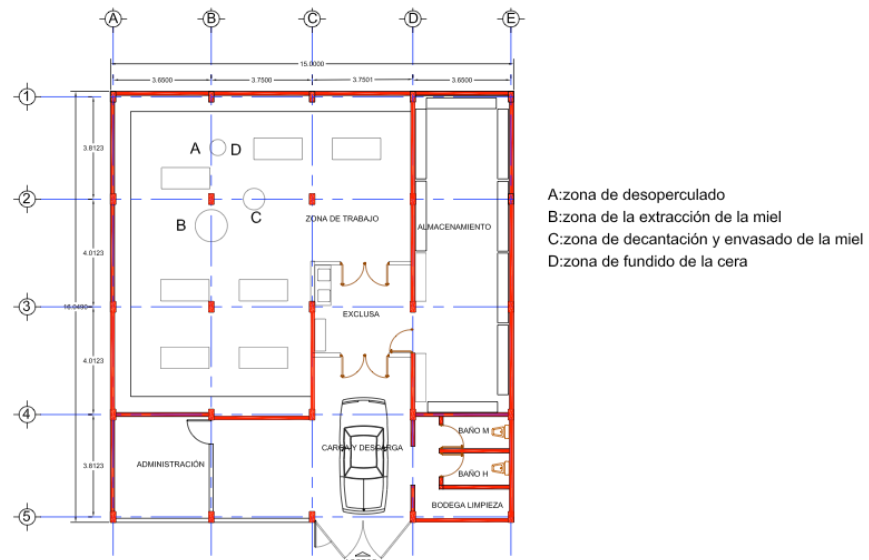 A B C D E
15.0000
3.6500 3.7500 3.7501 3.6500
1
3.8123
A D
2
C
B
ZONA DE TRABAJO
ALMACENAMIENTO
4.0123
3
16.0490
EXCLUSA
4.0123
4
BAÑO M
CARGA Y DESCARGA
ADMINISTRACIÓN
3.8123
BAÑO H
BODEGA LIMPIEZA
5
A:zona de desoperculado
B:zona de la extracción de la miel
C:zona de decantación y envasado de la miel
D:zona de fundido de la cera